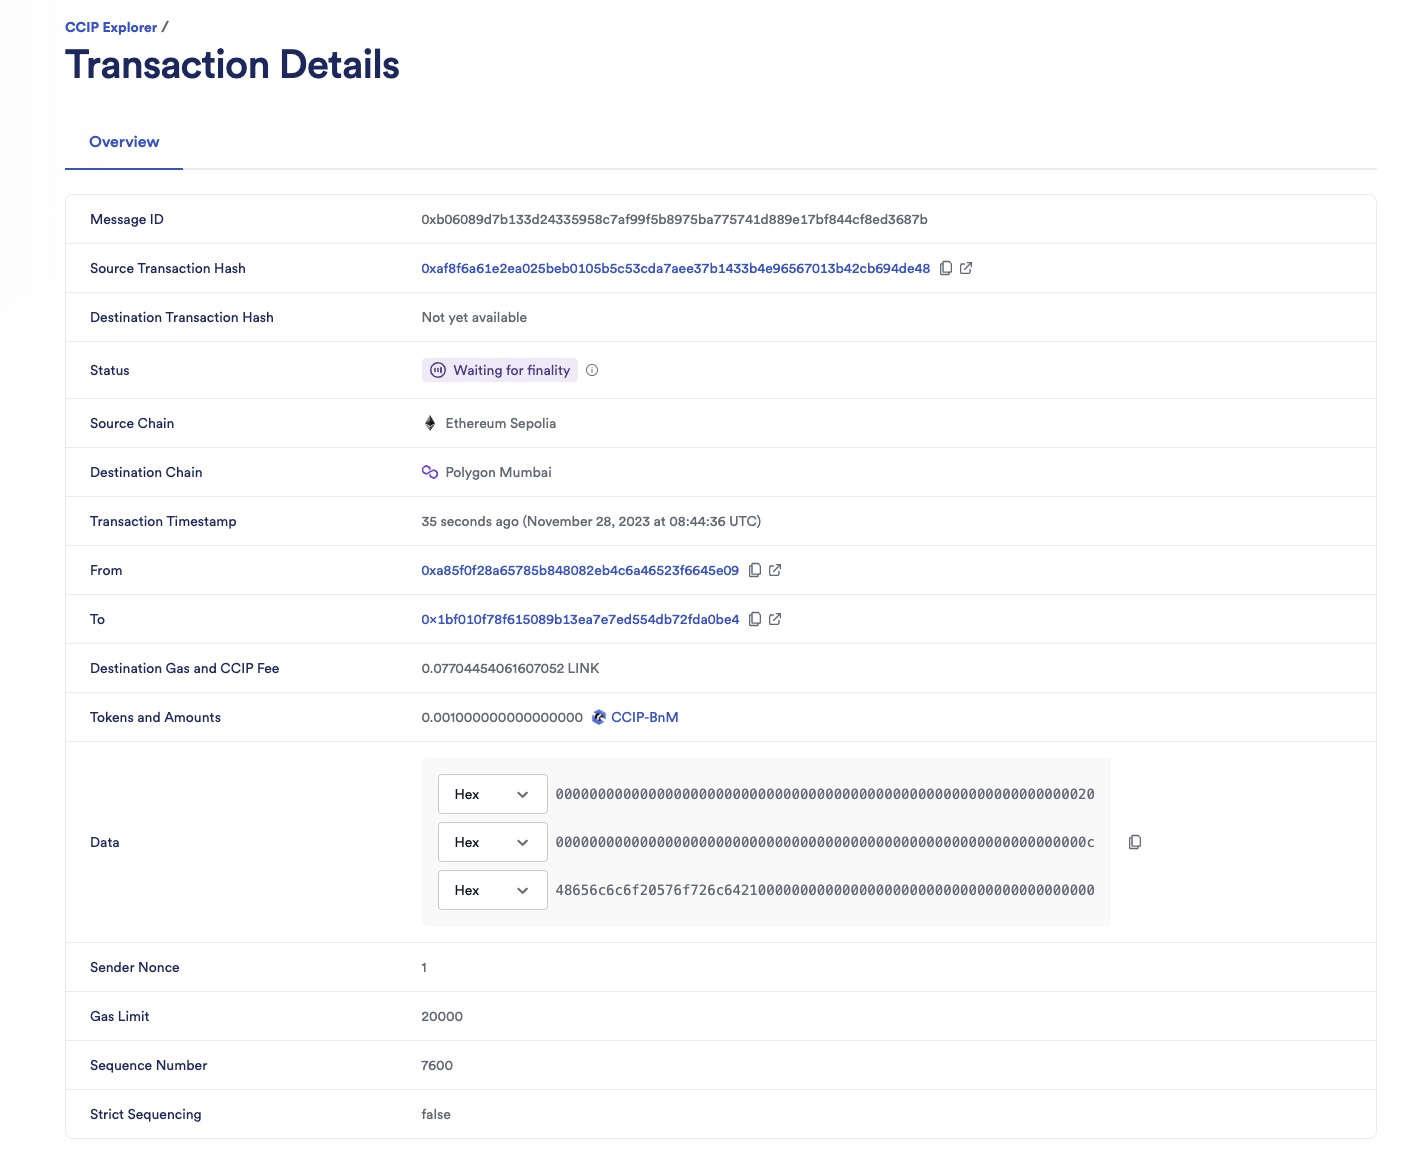 CCIP Explorer /
Transaction Details
Overview
Message ID 0xb06089d7b133d24335958c7af99f5b8975ba775741d889e17bf844cf8ed3687b
Source Transaction Hash 0xaf8f6a61e2ea025beb0105b5c53cda7aee37b1433b4e96567013b42cb694de48
Destination Transaction Hash Not yet available
Status Waiting for finality
Source Chain Ethereum Sepolia
Destination Chain Polygon Mumbai
Transaction Timestamp 35 seconds ago (November 28, 2023 at 08:44:36 UTC)
From 0xa85f0f28a65785b848082eb4c6a46523f6645e09
To 0x1bf010f78f615089b13ea7e7ed554db72fda0be4
Destination Gas and CCIP Fee 0.07704454061607052 LINK
Tokens and Amounts 0.001000000000000000 CCIP-BnM
Data
Hex 0000000000000000000000000000000000000000000000000000000000000020
Hex 000000000000000000000000000000000000000000000000000000000000000c
Hex 48656c6c6f20576f726c64210000000000000000000000000000000000000000
Sender Nonce 1
Gas Limit 20000
Sequence Number 7600
Strict Sequencing false